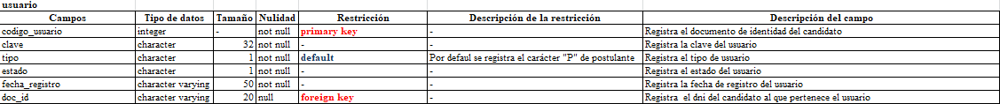 usuario
Campos Tipo de datos Tamaño Nulidad Restricción Descripción de la restricción Descripción del campo
codigo_usuario integer - not null primary key - Registra el documento de identidad del candidato
clave character 32 not null - - Registra la clave del usuario
tipo character 1 not null default Por defaul se registra el carácter "P" de postulante Registra el tipo de usuario
estado character 1 not null - - Registra el estado del usuario
fecha_registro character varying 50 not null - - Registra la fecha de registro del usuario
doc_id character varying 20 null foreign key - Registra el dni del candidato al que pertenece el usuario